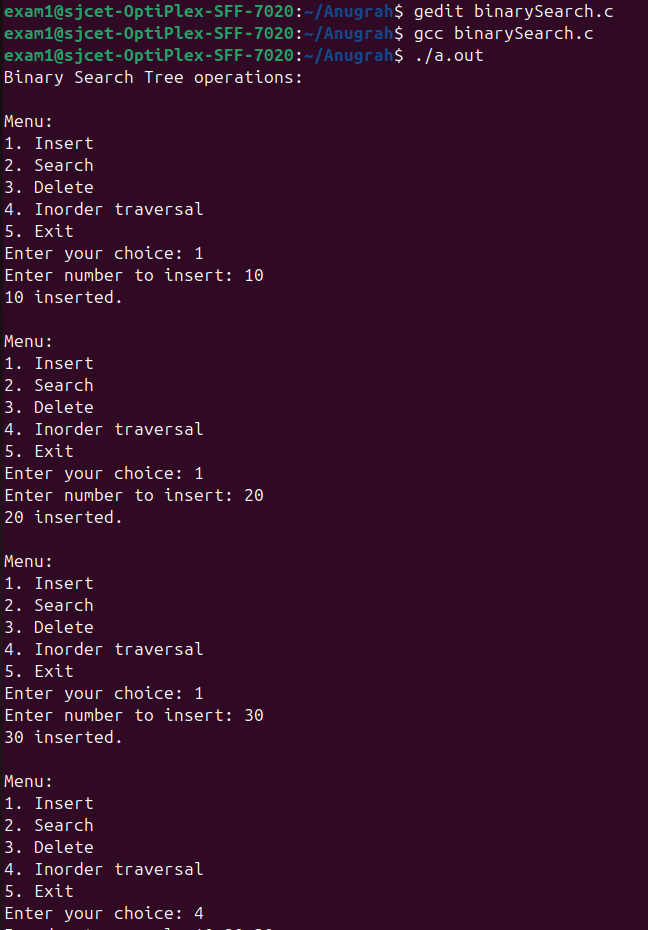 exam1@sjcet-OptiPlex-SFF-7020:~/Anugrah$ gedit binarySearch.c
exam1@sjcet-OptiPlex-SFF-7020:~/Anugrah$ gcc binarySearch.c
exam1@sjcet-OptiPlex-SFF-7020:~/Anugrah$ ./a.out
Binary Search Tree operations:

Menu:
1. Insert
2. Search
3. Delete
4. Inorder traversal
5. Exit
Enter your choice: 1
Enter number to insert: 10
10 inserted.

Menu:
1. Insert
2. Search
3. Delete
4. Inorder traversal
5. Exit
Enter your choice: 1
Enter number to insert: 20
20 inserted.

Menu:
1. Insert
2. Search
3. Delete
4. Inorder traversal
5. Exit
Enter your choice: 1
Enter number to insert: 30
30 inserted.

Menu:
1. Insert
2. Search
3. Delete
4. Inorder traversal
5. Exit
Enter your choice: 4